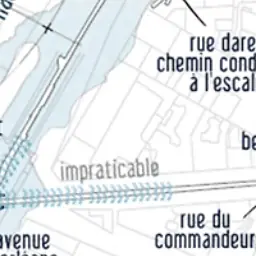 rue dare
chemin cond
à l'escal
be
impraticable
rue du
commandeur
avenue